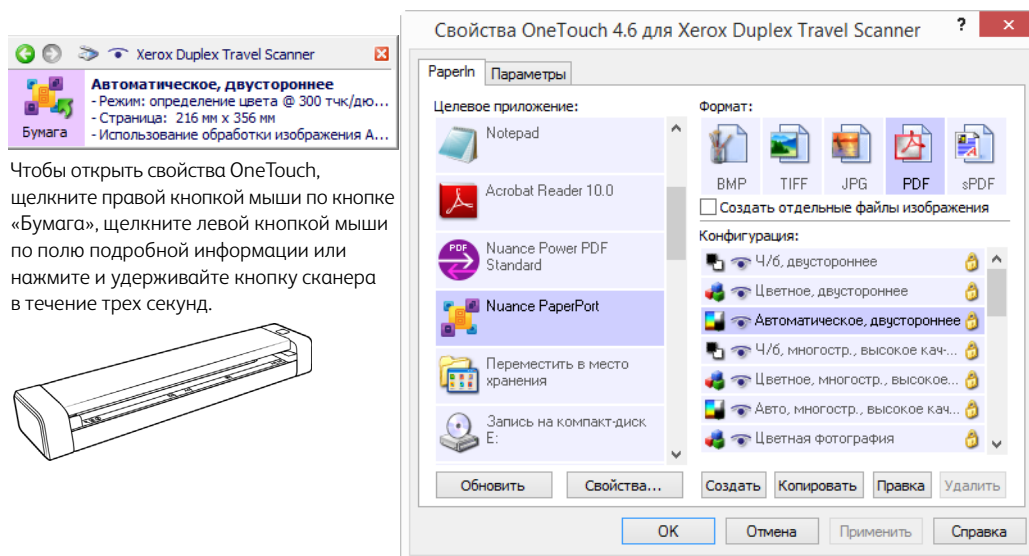 Xerox Duplex Travel Scanner
Автоматическое, двустороннее
- Режим: определение цвета @ 300 тчк/дю...
- Страница: 216 мм x 356 мм
- Использование обработки изображения А...
Бумага
Чтобы открыть свойства OneTouch,
щелкните правой кнопкой мыши по кнопке
«Бумага», щелкните левой кнопкой мыши
по полю подробной информации или
нажмите и удерживайте кнопку сканера
в течение трех секунд.
Свойства OneTouch 4.6 для Xerox Duplex Travel Scanner
PaperIn
Параметры
Целевое приложение:
Notepad
Acrobat Reader 10.0
PDF
Nuance Power PDF
Standard
Nuance PaperPort
Переместить в место
хранения
Запись на компакт-диск
E:
Обновить
Свойства...
Формат:
BMP
TIFF
JPG
PDF
sPDF
Создать отдельные файлы изображения
Конфигурация:
Ч/б, двустороннее
Цветное, двустороннее
Автоматическое, двустороннее
Ч/б, многостр., высокое кач-...
Цветное, многостр., высокое...
Авто, многостр., высокое кач...
Цветная фотография
Создать
Копировать
Правка
Удалить
OK
Отмена
Применить
Справка